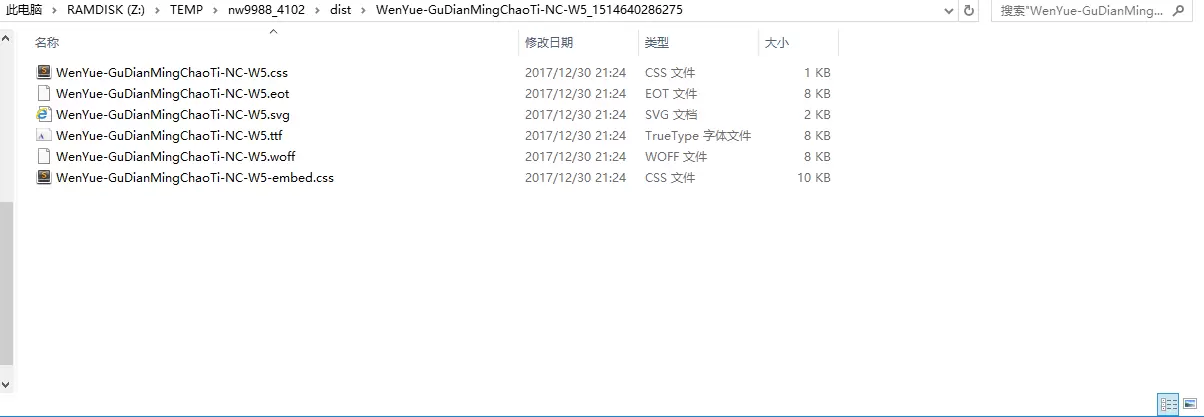 此电脑 > RAMDISK (Z:) > TEMP > nw9988_4102 > dist > WenYue-GuDianMingChaoTi-NC-W5_1514640286275 搜索"WenYue-GuDianMing...
名称 修改日期 类型 大小
WenYue-GuDianMingChaoTi-NC-W5.css 2017/12/30 21:24 CSS 文件 1 KB
WenYue-GuDianMingChaoTi-NC-W5.eot 2017/12/30 21:24 EOT 文件 8 KB
WenYue-GuDianMingChaoTi-NC-W5.svg 2017/12/30 21:24 SVG 文档 2 KB
WenYue-GuDianMingChaoTi-NC-W5.ttf 2017/12/30 21:24 TrueType 字体文件 8 KB
WenYue-GuDianMingChaoTi-NC-W5.woff 2017/12/30 21:24 WOFF 文件 8 KB
WenYue-GuDianMingChaoTi-NC-W5-embed.css 2017/12/30 21:24 CSS 文件 10 KB